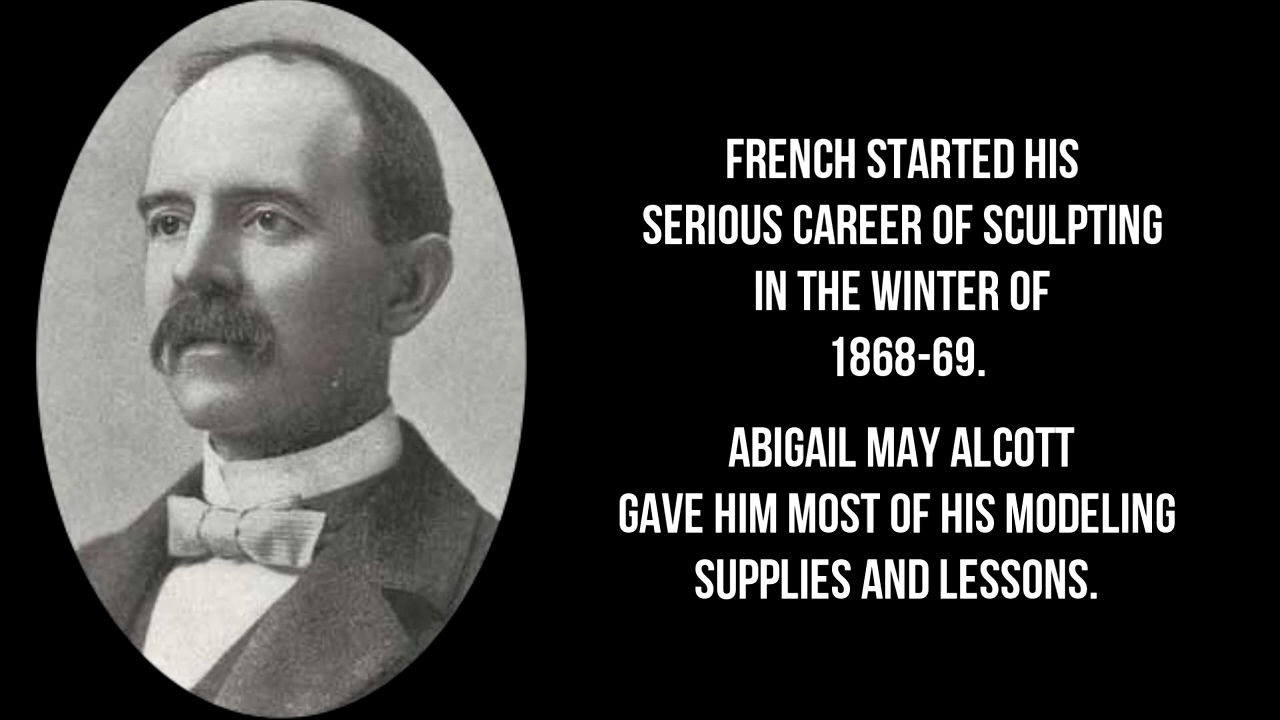 FRENCH STARTED HIS
SERIOUS CAREER OF SCULPTING
IN THE WINTER OF
1868-69.
ABIGAIL MAY ALCOTT
GAVE HIM MOST OF HIS MODELING
SUPPLIES AND LESSONS.